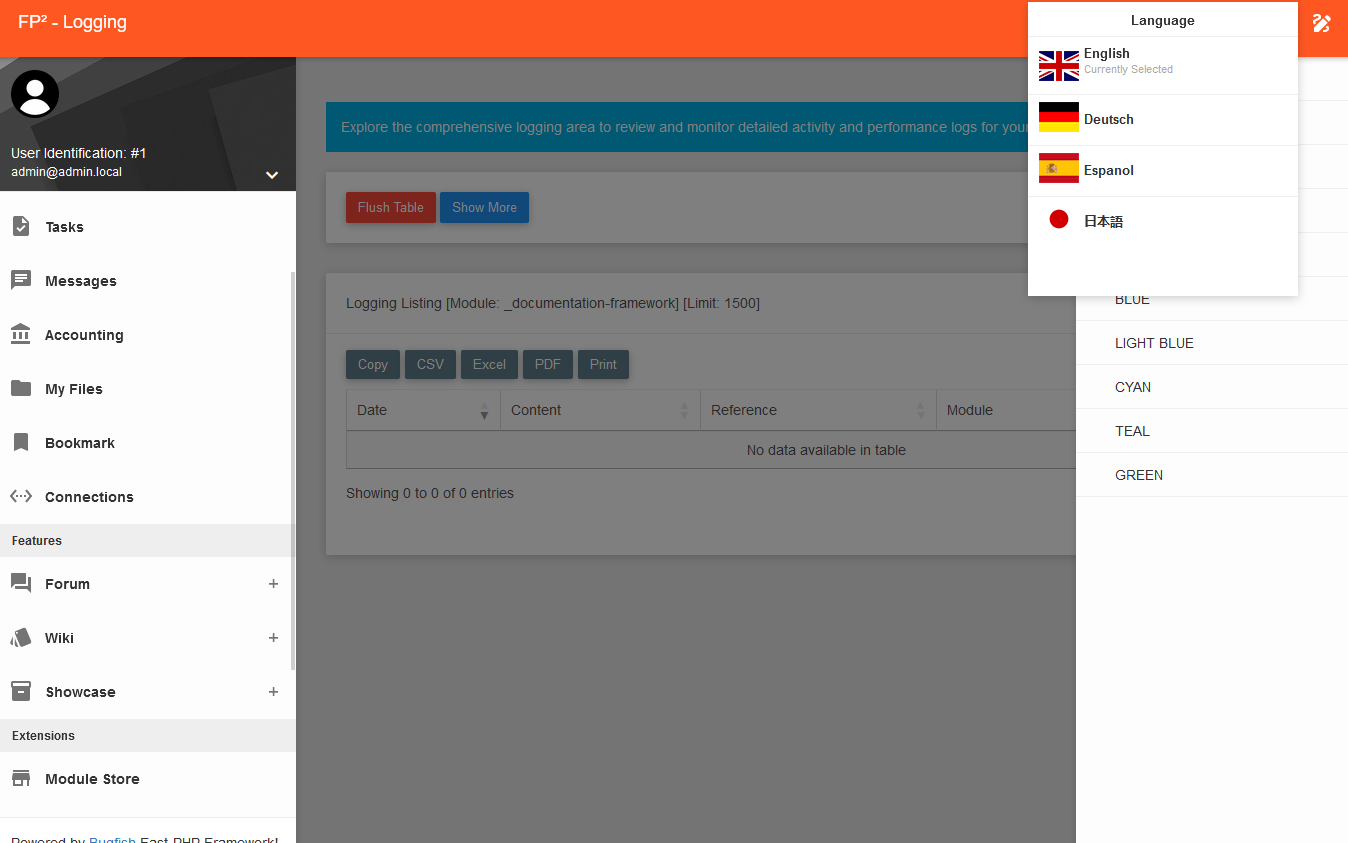 FP² - Logging
User Identification: #1
admin@admin.local
Tasks
Messages
Accounting
My Files
Bookmark
Connections
Features
Forum
Wiki
Showcase
Extensions
Module Store
Powered by Bugfish Fast PHP Framework!
Explore the comprehensive logging area to review and monitor detailed activity and performance logs for your
Flush Table
Show More
Logging Listing [Module: _documentation-framework] [Limit: 1500]
Copy
CSV
Excel
PDF
Print
Date
Content
Reference
Module
No data available in table
Showing 0 to 0 of 0 entries
Language
English
Currently Selected
Deutsch
Espanol
日本語
BLUE
LIGHT BLUE
CYAN
TEAL
GREEN